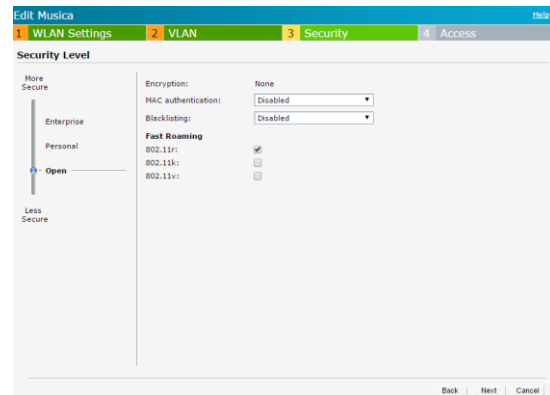 Edit Musica Help
1 WLAN Settings 2 VLAN 3 Security 4 Access
Security Level
More
Secure
Enterprise
Personal
Open
Less
Secure
Encryption: None
MAC authentication: Disabled
Blacklisting: Disabled
Fast Roaming
802.11r:
802.11k:
802.11v:
Back Next Cancel